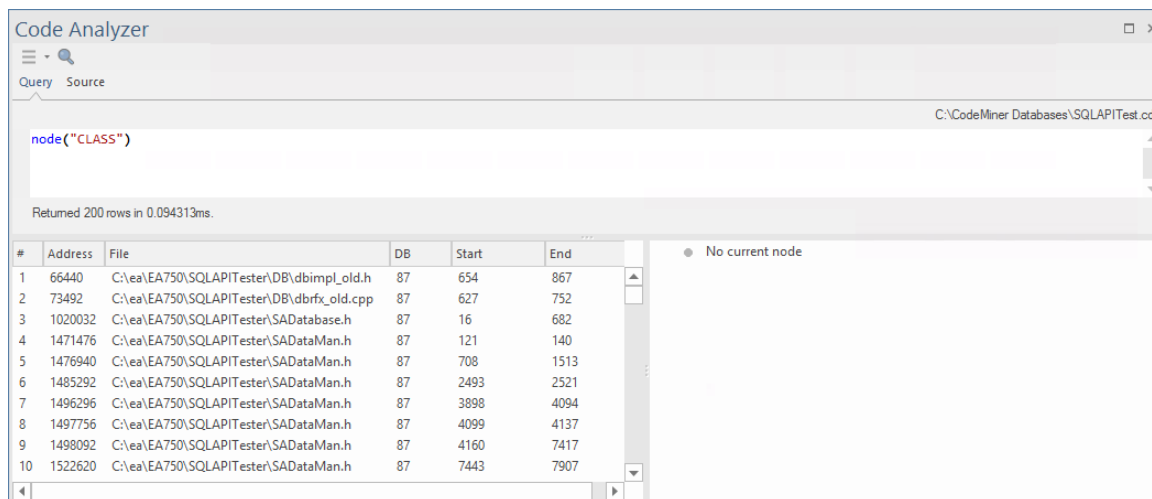 Code Analyzer
Query Source
C:\CodeMiner Databases\SQLAPITest.co
node("CLASS")
Returned 200 rows in 0.094313ms.
# Address File DB Start End
1 66440 C:\ea\EA750\SQLAPITester\DB\dbimpl_old.h 87 654 867
2 73492 C:\ea\EA750\SQLAPITester\DB\dbrfx_old.cpp 87 627 752
3 1020032 C:\ea\EA750\SQLAPITester\SADatabase.h 87 16 682
4 1471476 C:\ea\EA750\SQLAPITester\SADataMan.h 87 121 140
5 1476940 C:\ea\EA750\SQLAPITester\SADataMan.h 87 708 1513
6 1485292 C:\ea\EA750\SQLAPITester\SADataMan.h 87 2493 2521
7 1496296 C:\ea\EA750\SQLAPITester\SADataMan.h 87 3898 4094
8 1497756 C:\ea\EA750\SQLAPITester\SADataMan.h 87 4099 4137
9 1498092 C:\ea\EA750\SQLAPITester\SADataMan.h 87 4160 7417
10 1522620 C:\ea\EA750\SQLAPITester\SADataMan.h 87 7443 7907
No current node